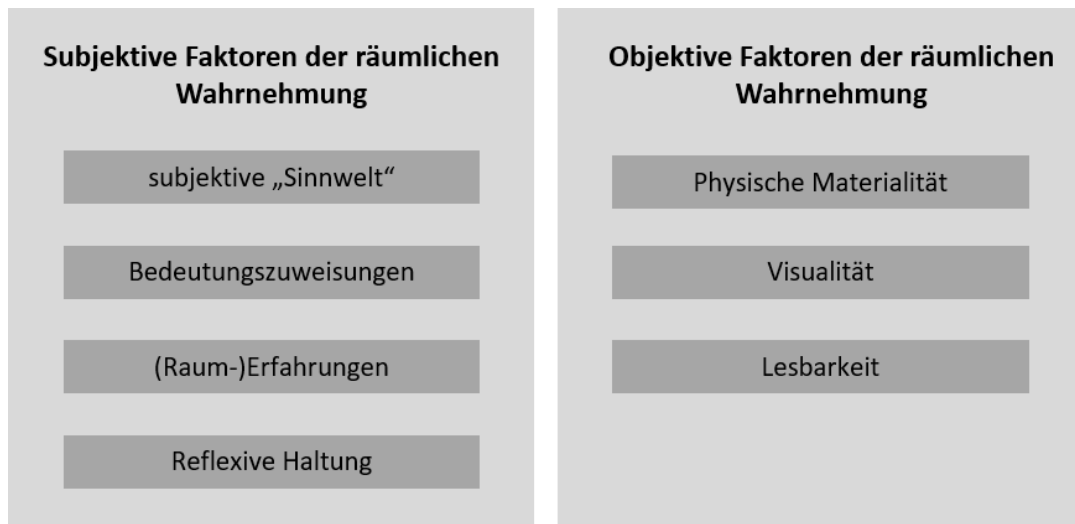 Subjektive Faktoren der räumlichen
Wahrnehmung
subjektive „Sinnwelt“
Bedeutungszuweisungen
(Raum-)Erfahrungen
Reflexive Haltung
Objektive Faktoren der räumlichen
Wahrnehmung
Physische Materialität
Visualität
Lesbarkeit